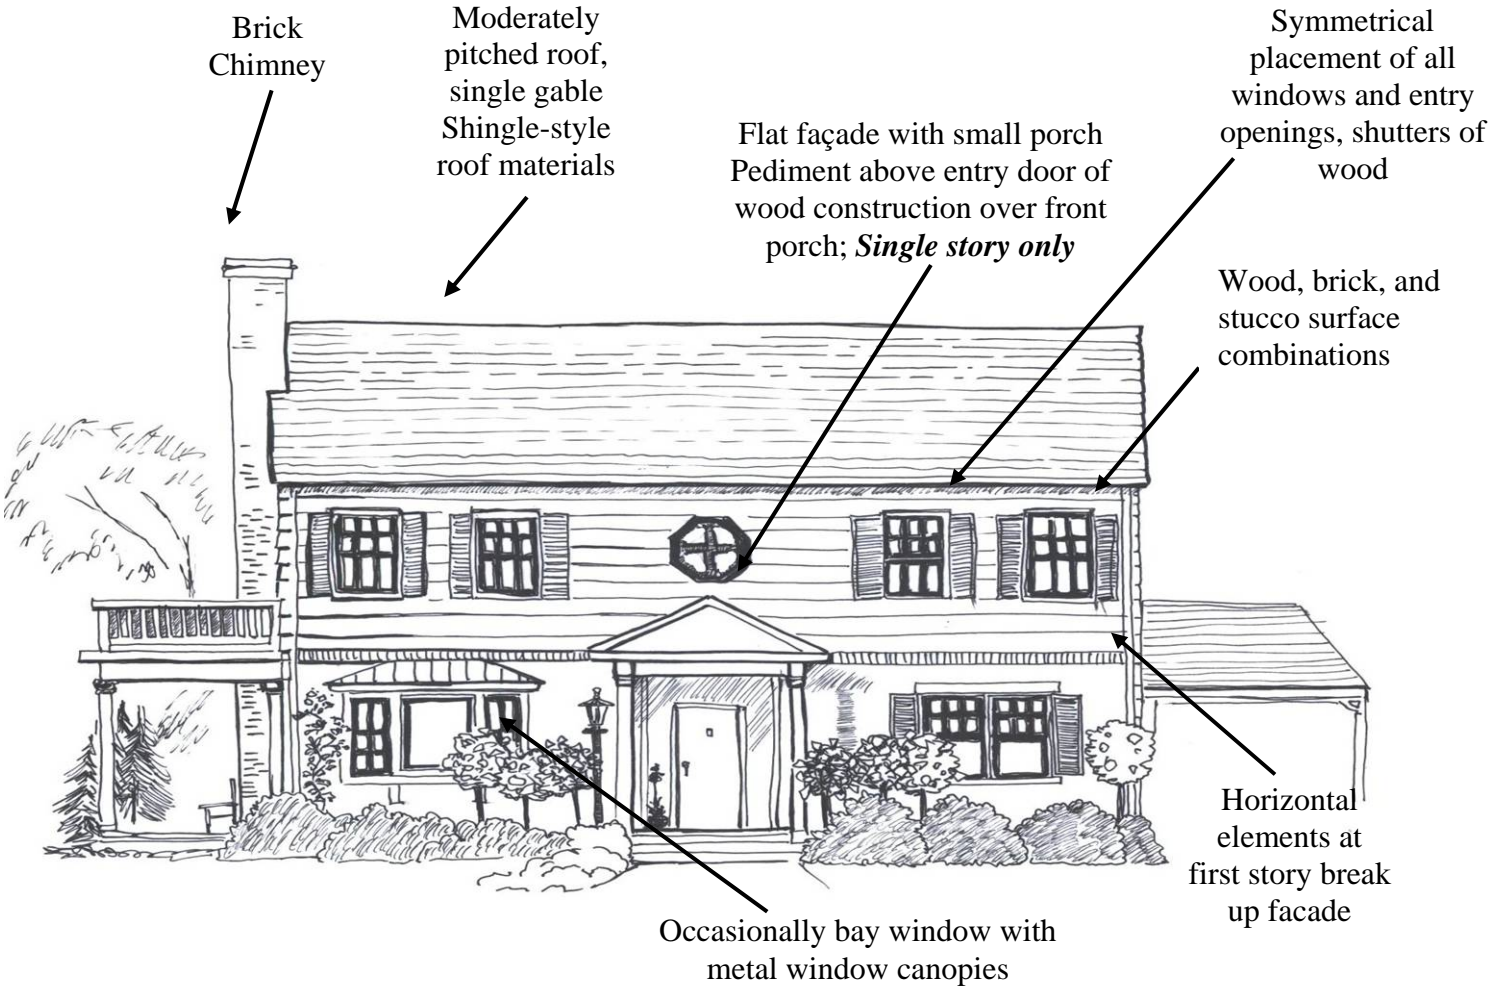 Brick
Chimney
Moderately
pitched roof,
single gable
Shingle-style
roof materials
Flat façade with small porch
Pediment above entry door of
wood construction over front
porch; Single story only
Symmetrical
placement of all
windows and entry
openings, shutters of
wood
Wood, brick, and
stucco surface
combinations
Horizontal
elements at
first story break
up facade
Occasionally bay window with
metal window canopies